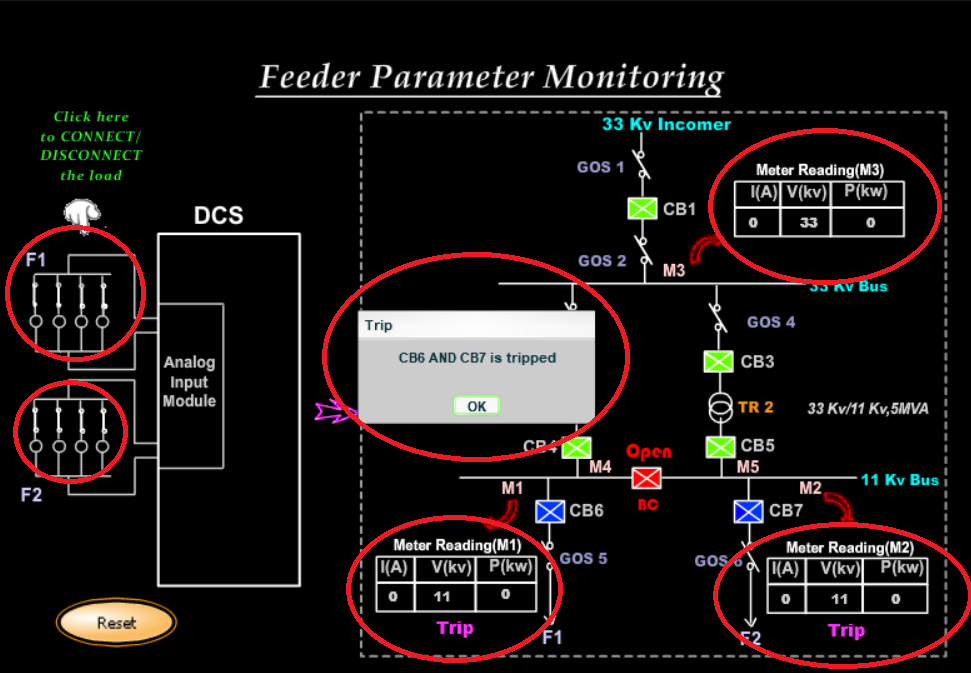 Feeder Parameter Monitoring
Click here
to CONNECT/
DISCONNECT
the load
F1
F2
DCS
Analog
Input
Module
Reset
33 Kv Incomer
GOS 1
CB1
GOS 2
M3
Meter Reading(M3)
I(A) V(kv) P(kw)
0 33 0
33 Kv Bus
Trip
CB6 AND CB7 is tripped
OK
GOS 4
CB3
TR 2
33 Kv/11 Kv,5MVA
CB4
CB5
M4
Open
M5
BC
11 Kv Bus
M1
CB6
CB7
M2
GOS 5
GOS 6
Meter Reading(M1)
I(A) V(kv) P(kw)
0 11 0
Trip
F1
Meter Reading(M2)
I(A) V(kv) P(kw)
0 11 0
Trip
F2